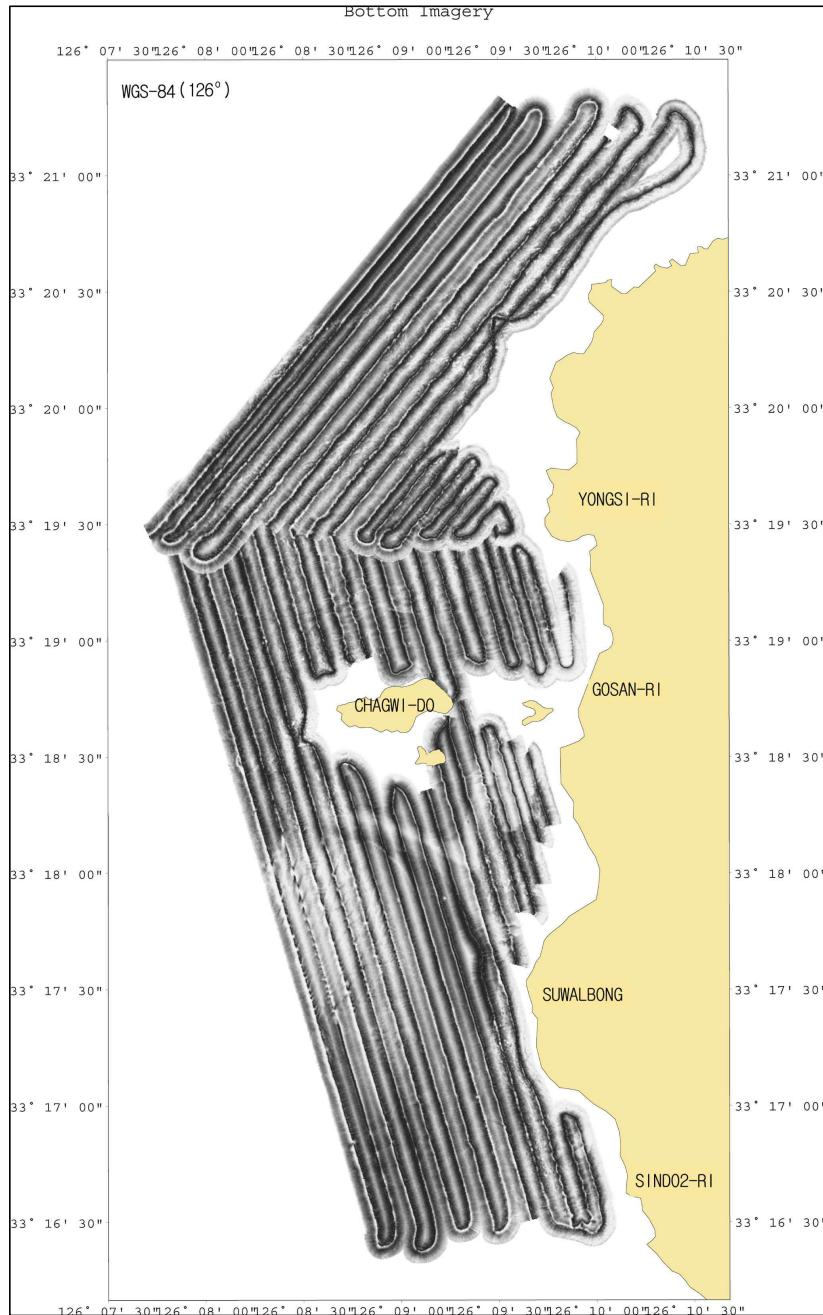 Bottom Imagery
126° 07' 30" 126° 08' 00" 126° 08' 30" 126° 09' 00" 126° 09' 30" 126° 10' 00" 126° 10' 30"
WGS-84(126°)
33° 21' 00" 33° 21' 00"
33° 20' 30" 33° 20' 30"
33° 20' 00" 33° 20' 00"
YONGSI-RI
33° 19' 30" 33° 19' 30"
33° 19' 00" 33° 19' 00"
GOSAN-RI
CHAGWI-DO
33° 18' 30" 33° 18' 30"
33° 18' 00" 33° 18' 00"
33° 17' 30" 33° 17' 30"
SUWALBONG
33° 17' 00" 33° 17' 00"
SINDO2-RI
33° 16' 30" 33° 16' 30"
126° 07' 30" 126° 08' 00" 126° 08' 30" 126° 09' 00" 126° 09' 30" 126° 10' 00" 126° 10' 30"